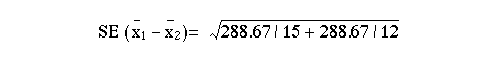 SE (x̄₁ − x̄₂)= √288.67 / 15 + 288.67 / 12